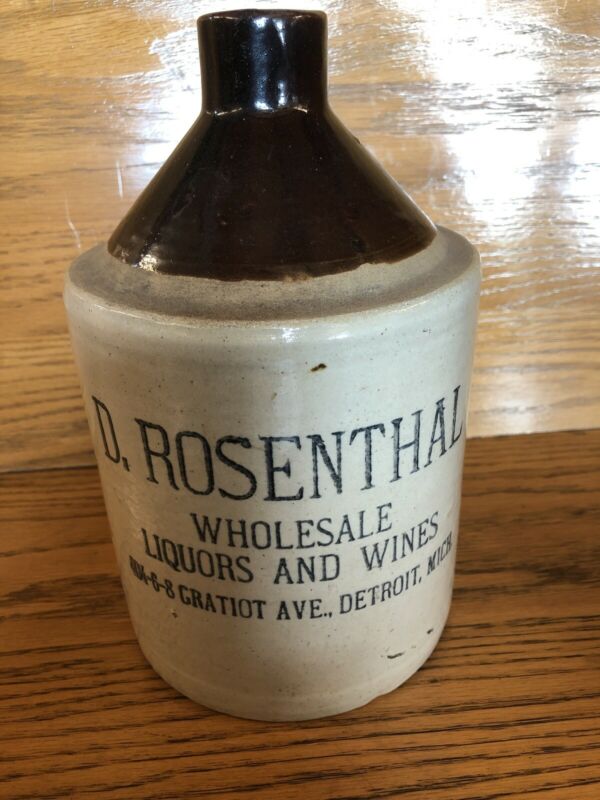 D. ROSENTHAL
WHOLESALE
LIQUORS AND WINES
GRATIOT AVE., DETROIT, MICH.